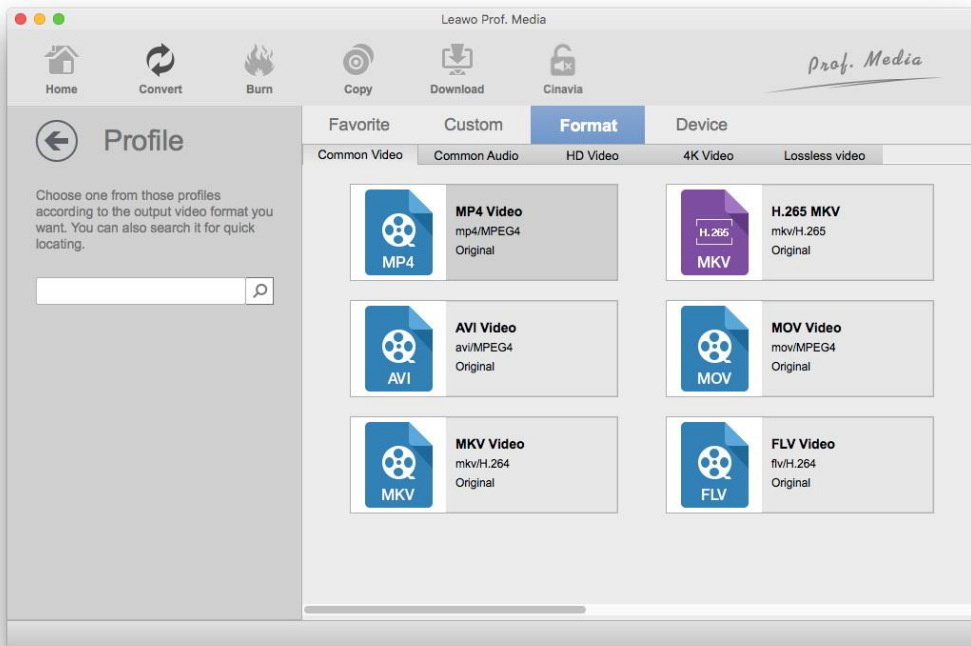 Leawo Prof. Media
Home Convert Burn Copy Download Cinavia
Prof. Media
Profile
Choose one from those profiles
according to the output video format you
want. You can also search it for quick
locating.
Favorite Custom Format Device
Common Video Common Audio HD Video 4K Video Lossless video
MP4
MP4 Video
mp4/MPEG4
Original
H.265
MKV
H.265 MKV
mkv/H.265
Original
AVI
AVI Video
avi/MPEG4
Original
MOV
MOV Video
mov/MPEG4
Original
MKV
MKV Video
mkv/H.264
Original
FLV
FLV Video
flv/H.264
Original